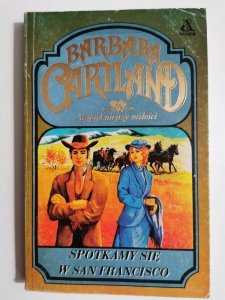 BARBARA
CARTLAND
Najpiękniejsze miłości
SPOTKAMY SIĘ
W SAN FRANCISCO